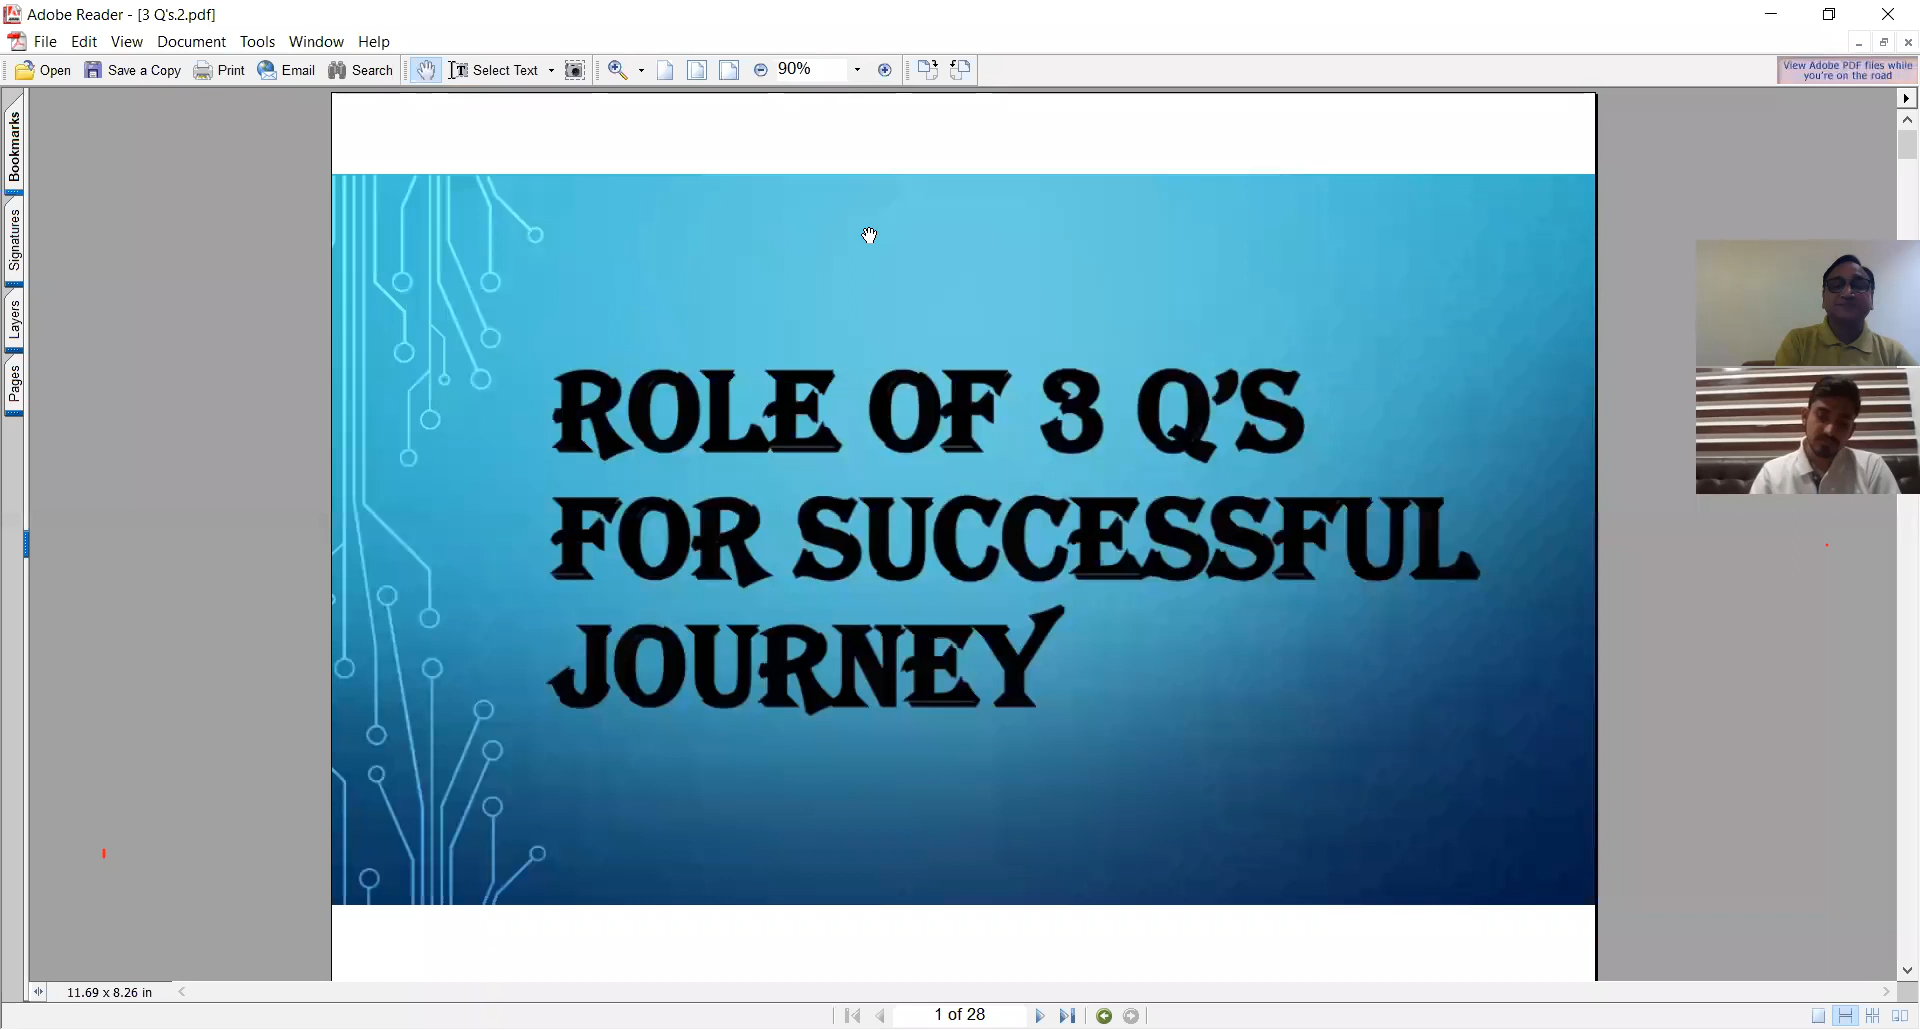 Adobe Reader - [3 Q's.2.pdf]
File Edit View Document Tools Window Help
Open Save a Copy Print Email Search Select Text 90%
View Adobe PDF files while
you're on the road
Bookmarks
Signatures
Layers
Pages
ROLE OF 3 Q'S
FOR SUCCESSFUL
JOURNEY
11.69 x 8.26 in
1 of 28